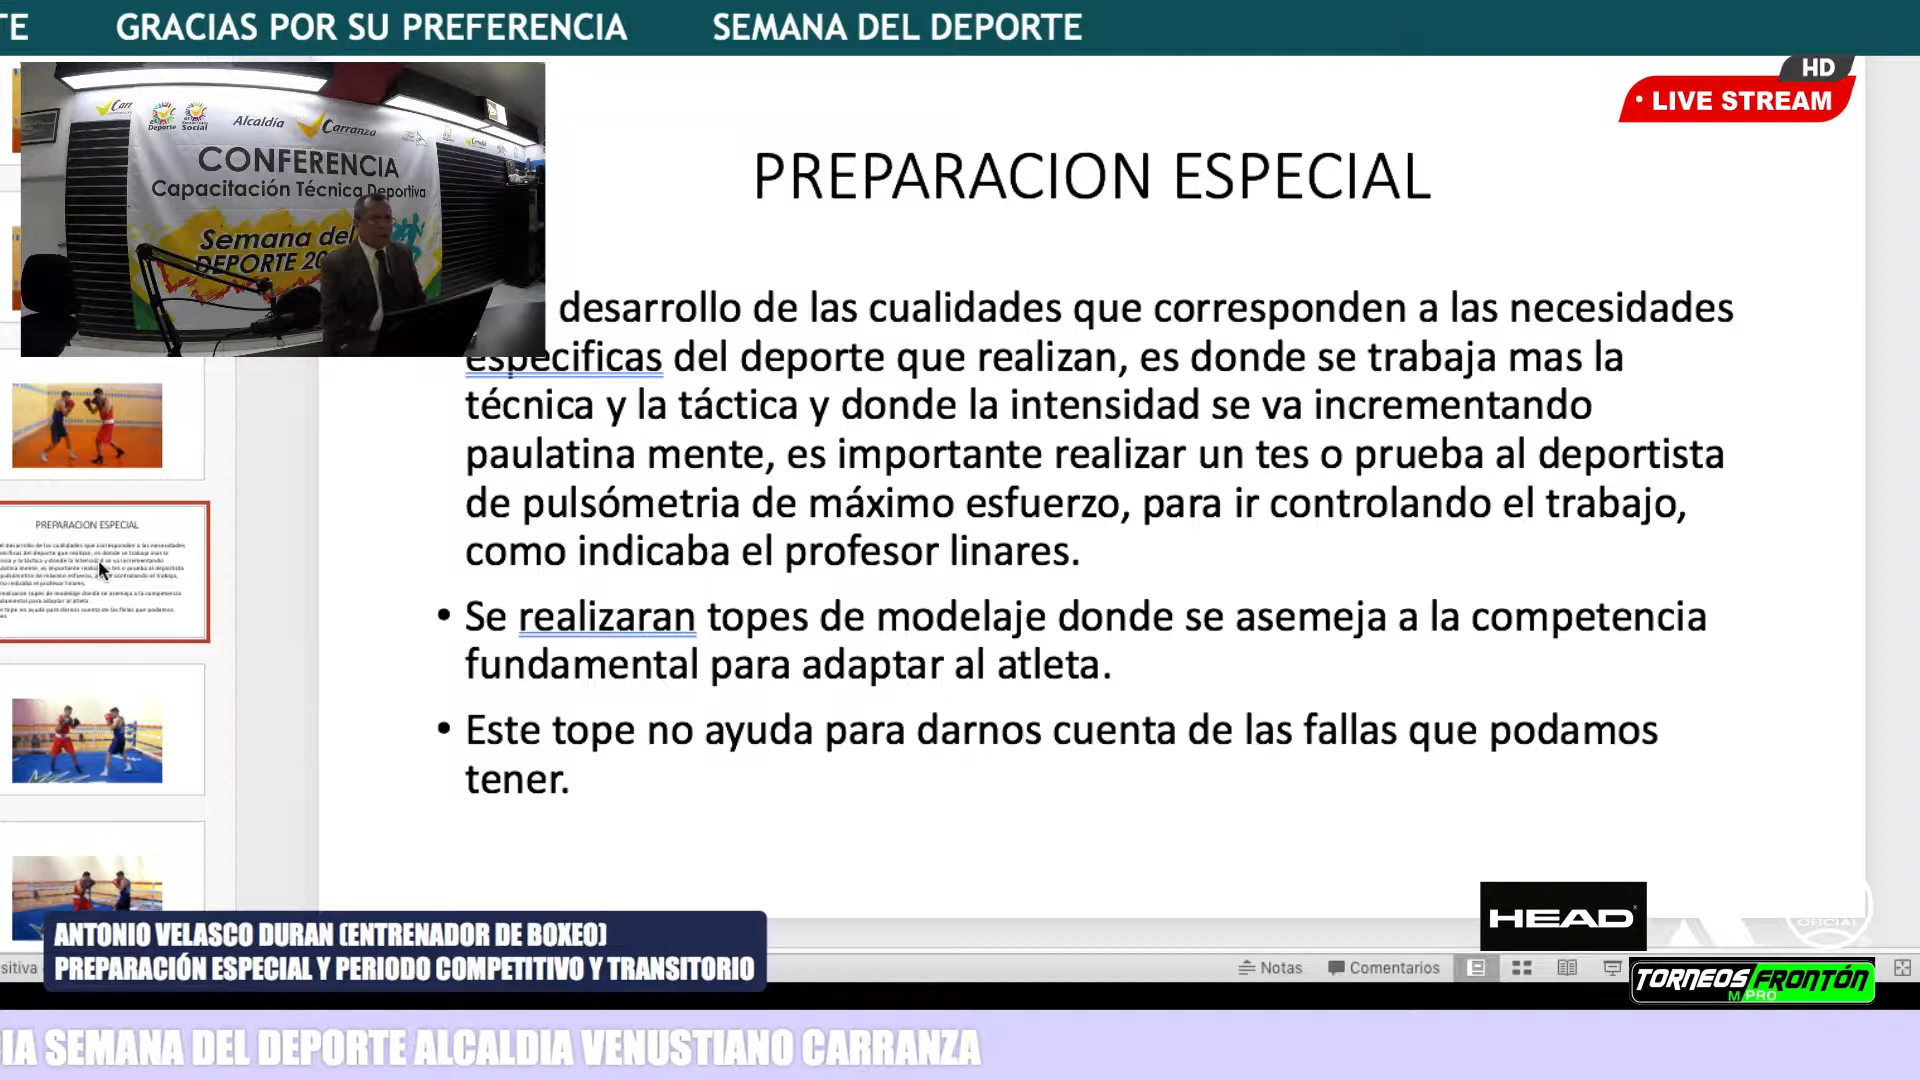 TE GRACIAS POR SU PREFERENCIA SEMANA DEL DEPORTE
HD
• LIVE STREAM
Carr
Deporte
Social
Alcaldía
Carranza
CONFERENCIA
Capacitación Técnica Deportiva
Semana del
DEPORTE 20
PREPARACION ESPECIAL
desarrollo de las cualidades que corresponden a las necesidades
especificas del deporte que realizan, es donde se trabaja mas la
técnica y la táctica y donde la intensidad se va incrementando
paulatina mente, es importante realizar un tes o prueba al deportista
de pulsómetria de máximo esfuerzo, para ir controlando el trabajo,
como indicaba el profesor linares.
• Se realizaran topes de modelaje donde se asemeja a la competencia
fundamental para adaptar al atleta.
• Este tope no ayuda para darnos cuenta de las fallas que podamos
tener.
PREPARACION ESPECIAL
HEAD
OFICIAL
ANTONIO VELASCO DURAN (ENTRENADOR DE BOXEO)
PREPARACIÓN ESPECIAL Y PERIODO COMPETITIVO Y TRANSITORIO
sitiva
Notas
Comentarios
TORNEOS FRONTÓN
M PRO
IA SEMANA DEL DEPORTE ALCALDIA VENUSTIANO CARRANZA